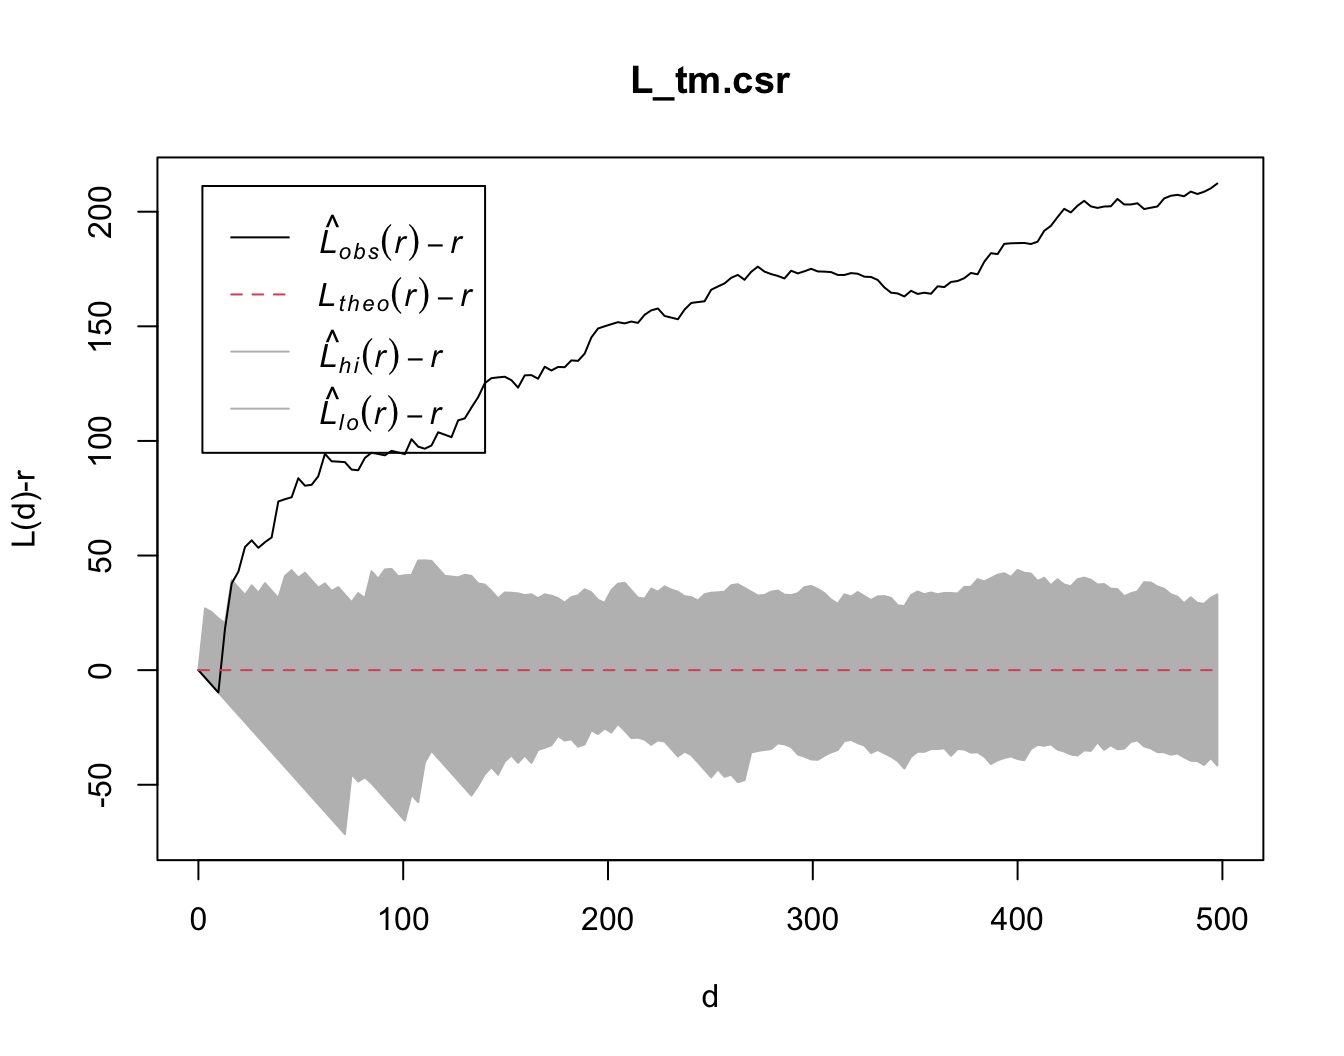 L_tm.csr
L̂obs(r) − r
Ltheo(r) − r
L̂hi(r) − r
L̂lo(r) − r
L(d)-r
200
150
100
50
0
-50
0 100 200 300 400 500
d